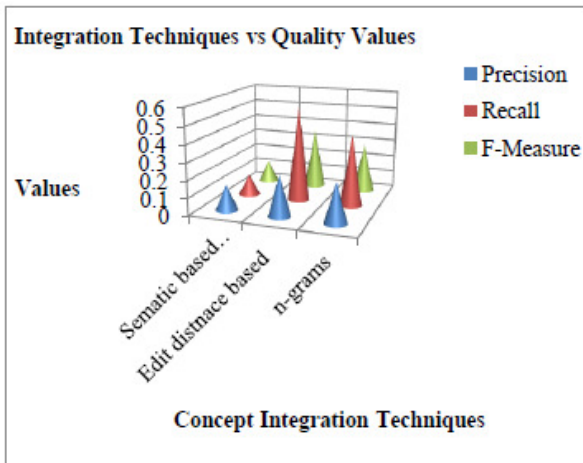 Integration Techniques vs Quality Values
Precision
Recall
F-Measure
0.6
0.5
0.4
0.3
0.2
0.1
0
Values
Sematic based..
Edit distnace based
n-grams
Concept Integration Techniques